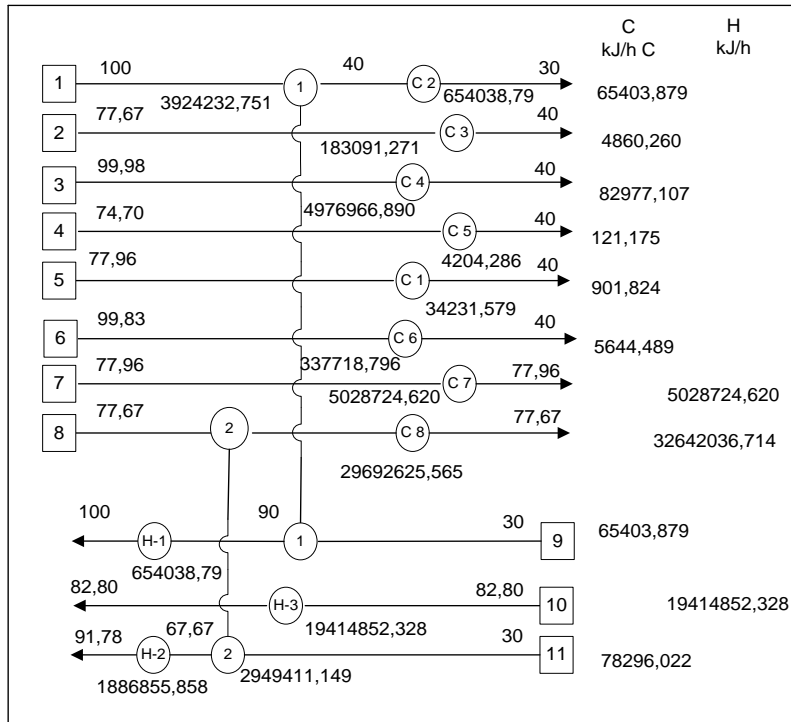 C H
kJ/h C kJ/h
100 40 30
1 1 C 2 65403,879
3924232,751 654038,79
77,67 40
2 C 3 4860,260
183091,271
99,98 40
3 C 4 82977,107
4976966,890
74,70 40
4 C 5 121,175
4204,286
77,96 40
5 C 1 901,824
34231,579
99,83 40
6 C 6 5644,489
337718,796
77,96 77,96
7 C 7 5028724,620
5028724,620
77,67 77,67
8 2 C 8 32642036,714
29692625,565
100 90 30
H-1 1 9 65403,879
654038,79
82,80 82,80
H-3 10 19414852,328
19414852,328
91,78 67,67 30
H-2 2 11 78296,022
1886855,858 2949411,149